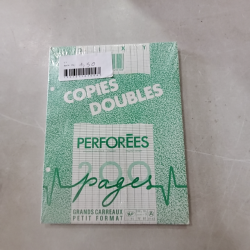 COPIES
DOUBLES
PERFORÉES
200
pages
GRANDS CARREAUX
PETIT FORMAT